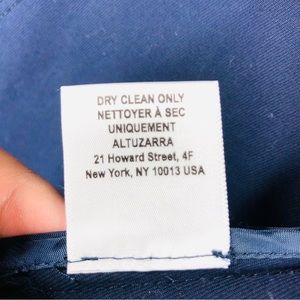 DRY CLEAN ONLY
NETTOYER À SEC
UNIQUEMENT
ALTUZARRA
21 Howard Street, 4F
New York, NY 10013 USA